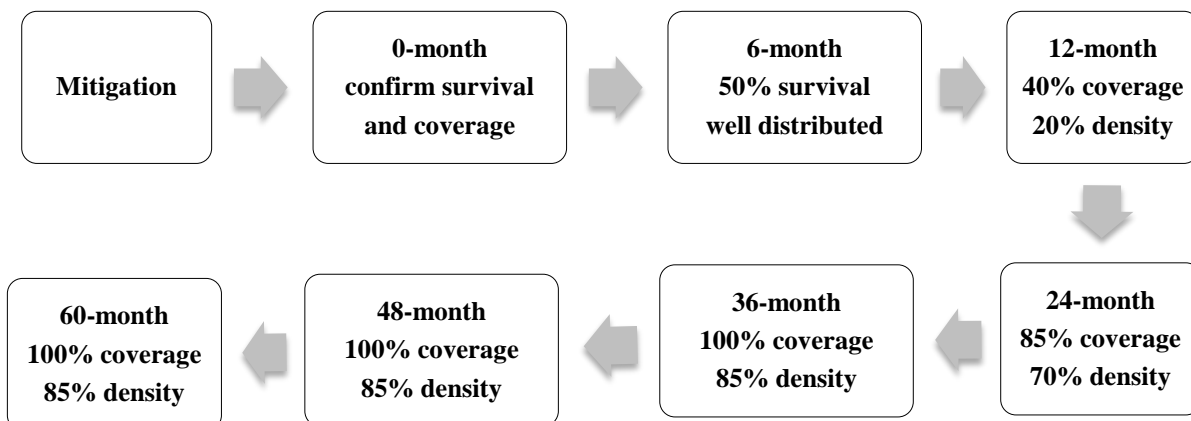 Mitigation
0-month
confirm survival
and coverage
6-month
50% survival
well distributed
12-month
40% coverage
20% density
24-month
85% coverage
70% density
36-month
100% coverage
85% density
48-month
100% coverage
85% density
60-month
100% coverage
85% density